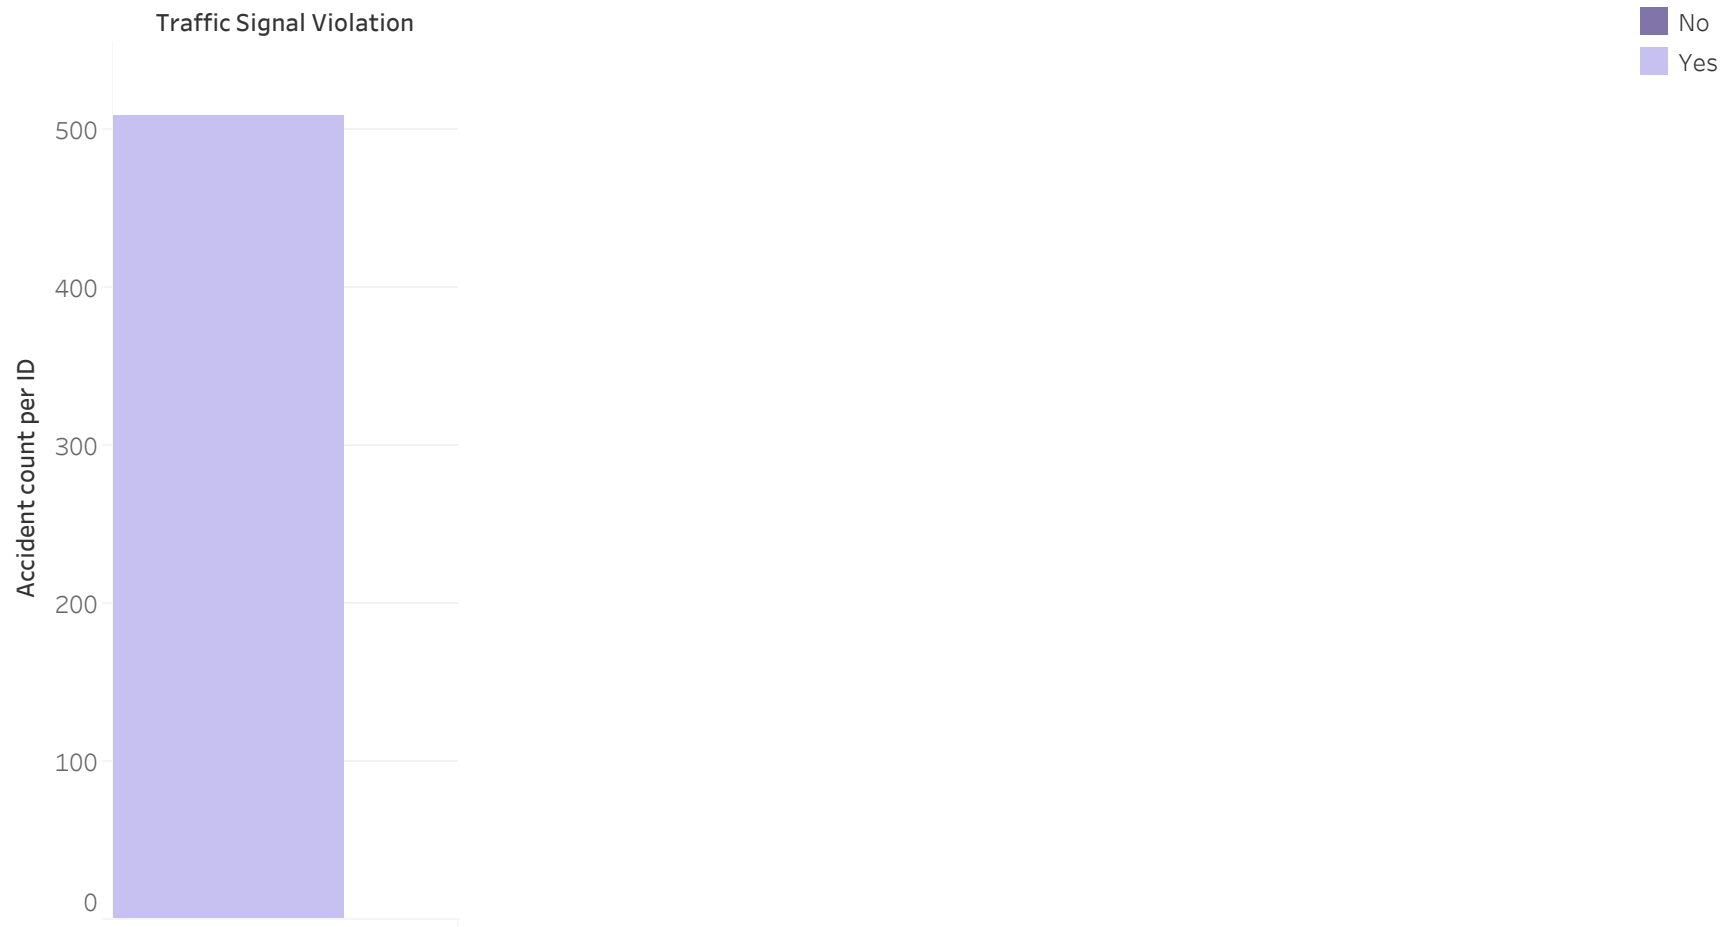 Traffic Signal Violation
No
Yes
500
400
300
200
100
0
Accident count per ID